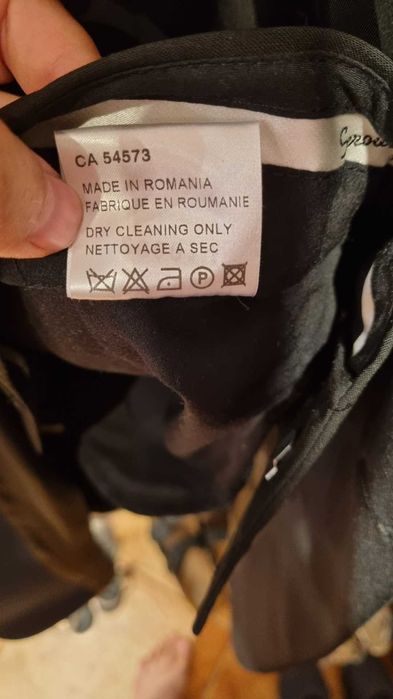 CA 54573
MADE IN ROMANIA
FABRIQUE EN ROUMANIE
DRY CLEANING ONLY
NETTOYAGE A SEC
P